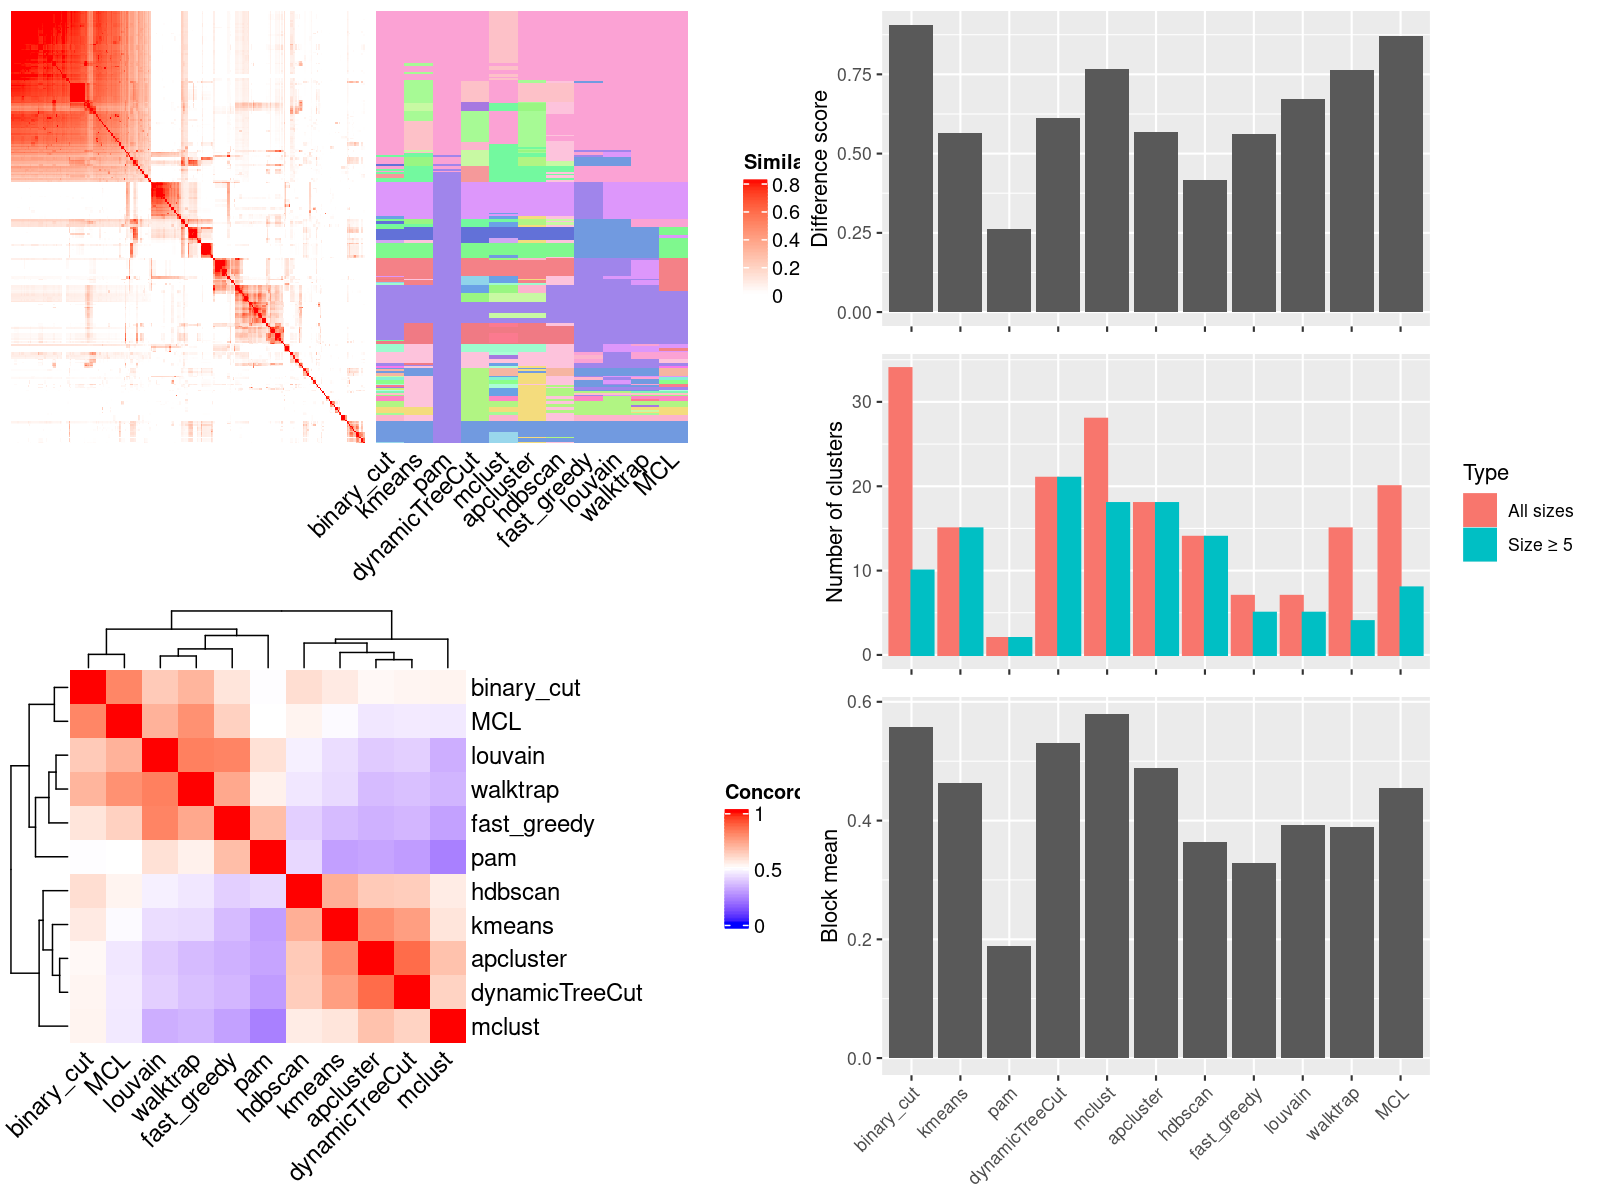 Simila
0.8
0.6
0.4
0.2
0
binary_cut
kmeans
pam
dynamicTreeCut
mclust
apcluster
hdbscan
fast_greedy
louvain
walktrap
MCL
Difference score
0.75
0.50
0.25
0.00
Number of clusters
30
20
10
0
Type
All sizes
Size ≥ 5
binary_cut
MCL
louvain
walktrap
fast_greedy
pam
hdbscan
kmeans
apcluster
dynamicTreeCut
mclust
binary_cut
MCL
louvain
walktrap
fast_greedy
pam
hdbscan
kmeans
apcluster
dynamicTreeCut
mclust
Concord
1
0.5
0
Block mean
0.6
0.4
0.2
0.0
binary_cut
kmeans
pam
dynamicTreeCut
mclust
apcluster
hdbscan
fast_greedy
louvain
walktrap
MCL